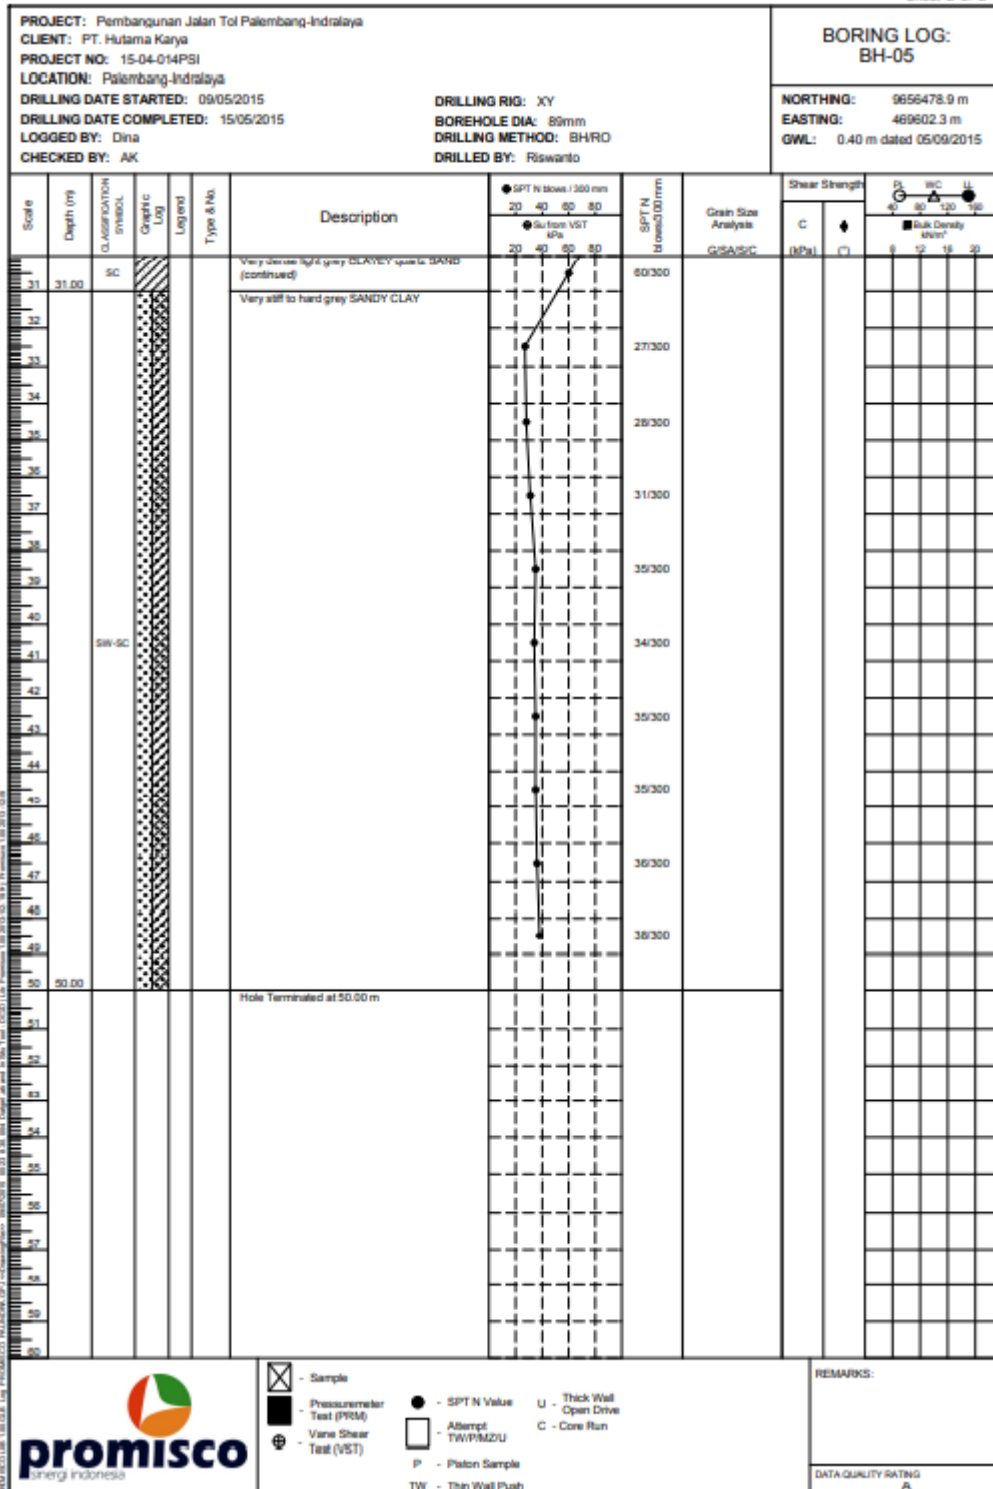 PROJECT: Pembangunan Jalan Tol Palembang-Indralaya
CLIENT: PT. Hutama Karya
PROJECT NO: 15-04-014PSI
LOCATION: Palembang-Indralaya
DRILLING DATE STARTED: 09/05/2015
DRILLING DATE COMPLETED: 15/05/2015
LOGGED BY: Dina
CHECKED BY: AK
DRILLING RIG: XY
BOREHOLE DIA: 89mm
DRILLING METHOD: BH/RO
DRILLED BY: Riswanto
BORING LOG:
BH-05
NORTHING: 9656478.9 m
EASTING: 469602.3 m
GWL: 0.40 m dated 05/09/2015
Scale
Depth (m)
CLASSIFICATION SYMBOL
Graphic Log
Legend
Type & No.
Description
SPT N blows / 300 mm
20 40 60 80
Su from VST
kPa
20 40 60 80
SPT N
blows/300mm
Grain Size
Analysis
G/SA/S/C
Shear Strength
C
(kPa) (°)
PL WC LL
40 80 120 160
Bulk Density
kN/m³
8 12 16 20
SC
Very dense light grey CLAYEY quartz SAND
(continued)
60/300
31 31.00
Very stiff to hard grey SANDY CLAY
32
27/300
33
34
28/300
35
36
31/300
37
38
35/300
39
40
SW-SC
34/300
41
42
35/300
43
44
35/300
45
46
36/300
47
48
38/300
49
50 50.00
Hole Terminated at 50.00 m
51
52
53
54
55
56
57
58
59
60
promisco
sinergi indonesia
- Sample
- Pressuremeter
Test (PRM)
- Vane Shear
Test (VST)
- SPT N Value
- Attempt
TW/P/MZ/U
P - Piston Sample
TW - Thin Wall Push
U - Thick Wall
Open Drive
C - Core Run
REMARKS:
DATA QUALITY RATING
A